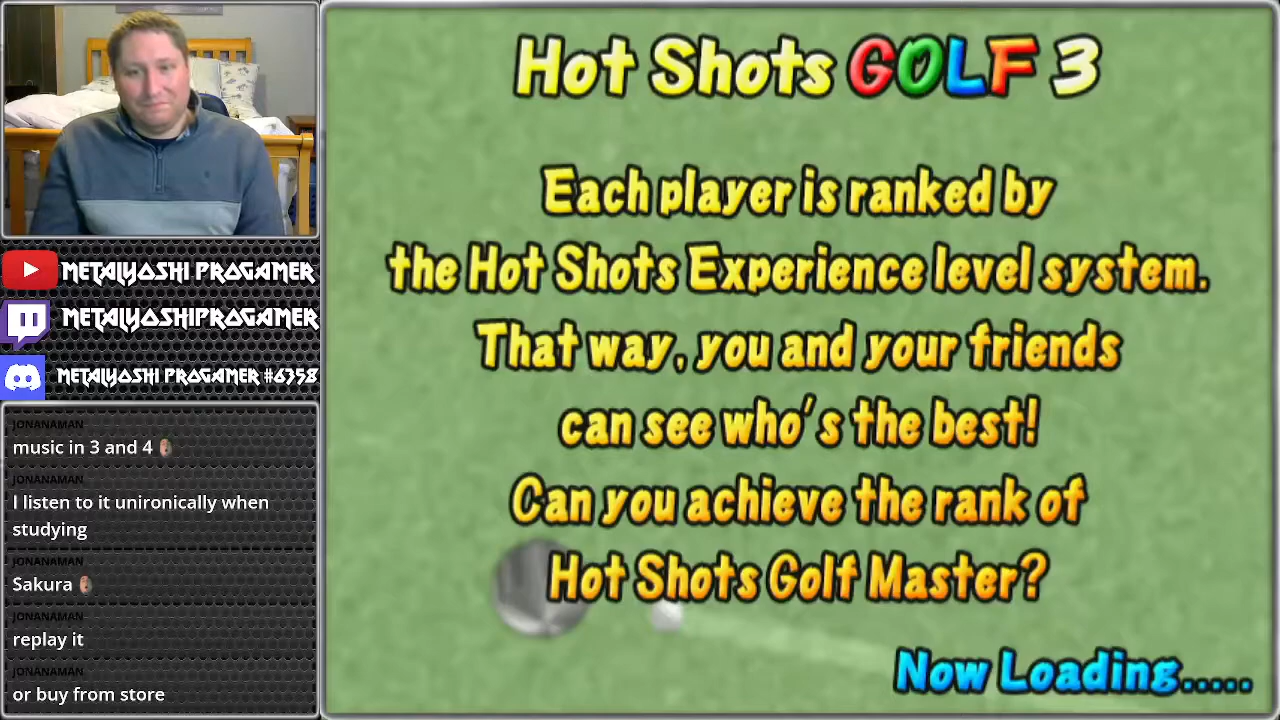 Hot Shots GOLF 3
Each player is ranked by
the Hot Shots Experience level system.
That way, you and your friends
can see who's the best!
Can you achieve the rank of
Hot Shots Golf Master?
Now Loading.....
METALYOSHI PROGAMER
METALYOSHIPROGAMER
METALYOSHI PROGAMER #6358
JONANAMAN
music in 3 and 4
JONANAMAN
I listen to it unironically when
studying
JONANAMAN
Sakura
JONANAMAN
replay it
JONANAMAN
or buy from store